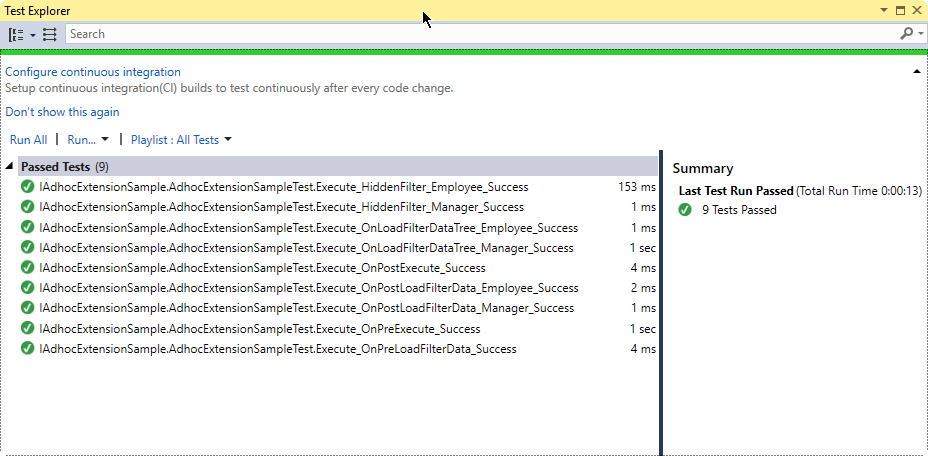 Test Explorer
Search
Configure continuous integration
Setup continuous integration(CI) builds to test continuously after every code change.
Don't show this again
Run All | Run... | Playlist : All Tests
Passed Tests (9)
IAdhocExtensionSample.AdhocExtensionSampleTest.Execute_HiddenFilter_Employee_Success 153 ms
IAdhocExtensionSample.AdhocExtensionSampleTest.Execute_HiddenFilter_Manager_Success 1 ms
IAdhocExtensionSample.AdhocExtensionSampleTest.Execute_OnLoadFilterDataTree_Employee_Success 1 ms
IAdhocExtensionSample.AdhocExtensionSampleTest.Execute_OnLoadFilterDataTree_Manager_Success 1 sec
IAdhocExtensionSample.AdhocExtensionSampleTest.Execute_OnPostExecute_Success 4 ms
IAdhocExtensionSample.AdhocExtensionSampleTest.Execute_OnPostLoadFilterData_Employee_Success 2 ms
IAdhocExtensionSample.AdhocExtensionSampleTest.Execute_OnPostLoadFilterData_Manager_Success 1 ms
IAdhocExtensionSample.AdhocExtensionSampleTest.Execute_OnPreExecute_Success 1 sec
IAdhocExtensionSample.AdhocExtensionSampleTest.Execute_OnPreLoadFilterData_Success 4 ms
Summary
Last Test Run Passed (Total Run Time 0:00:13)
9 Tests Passed